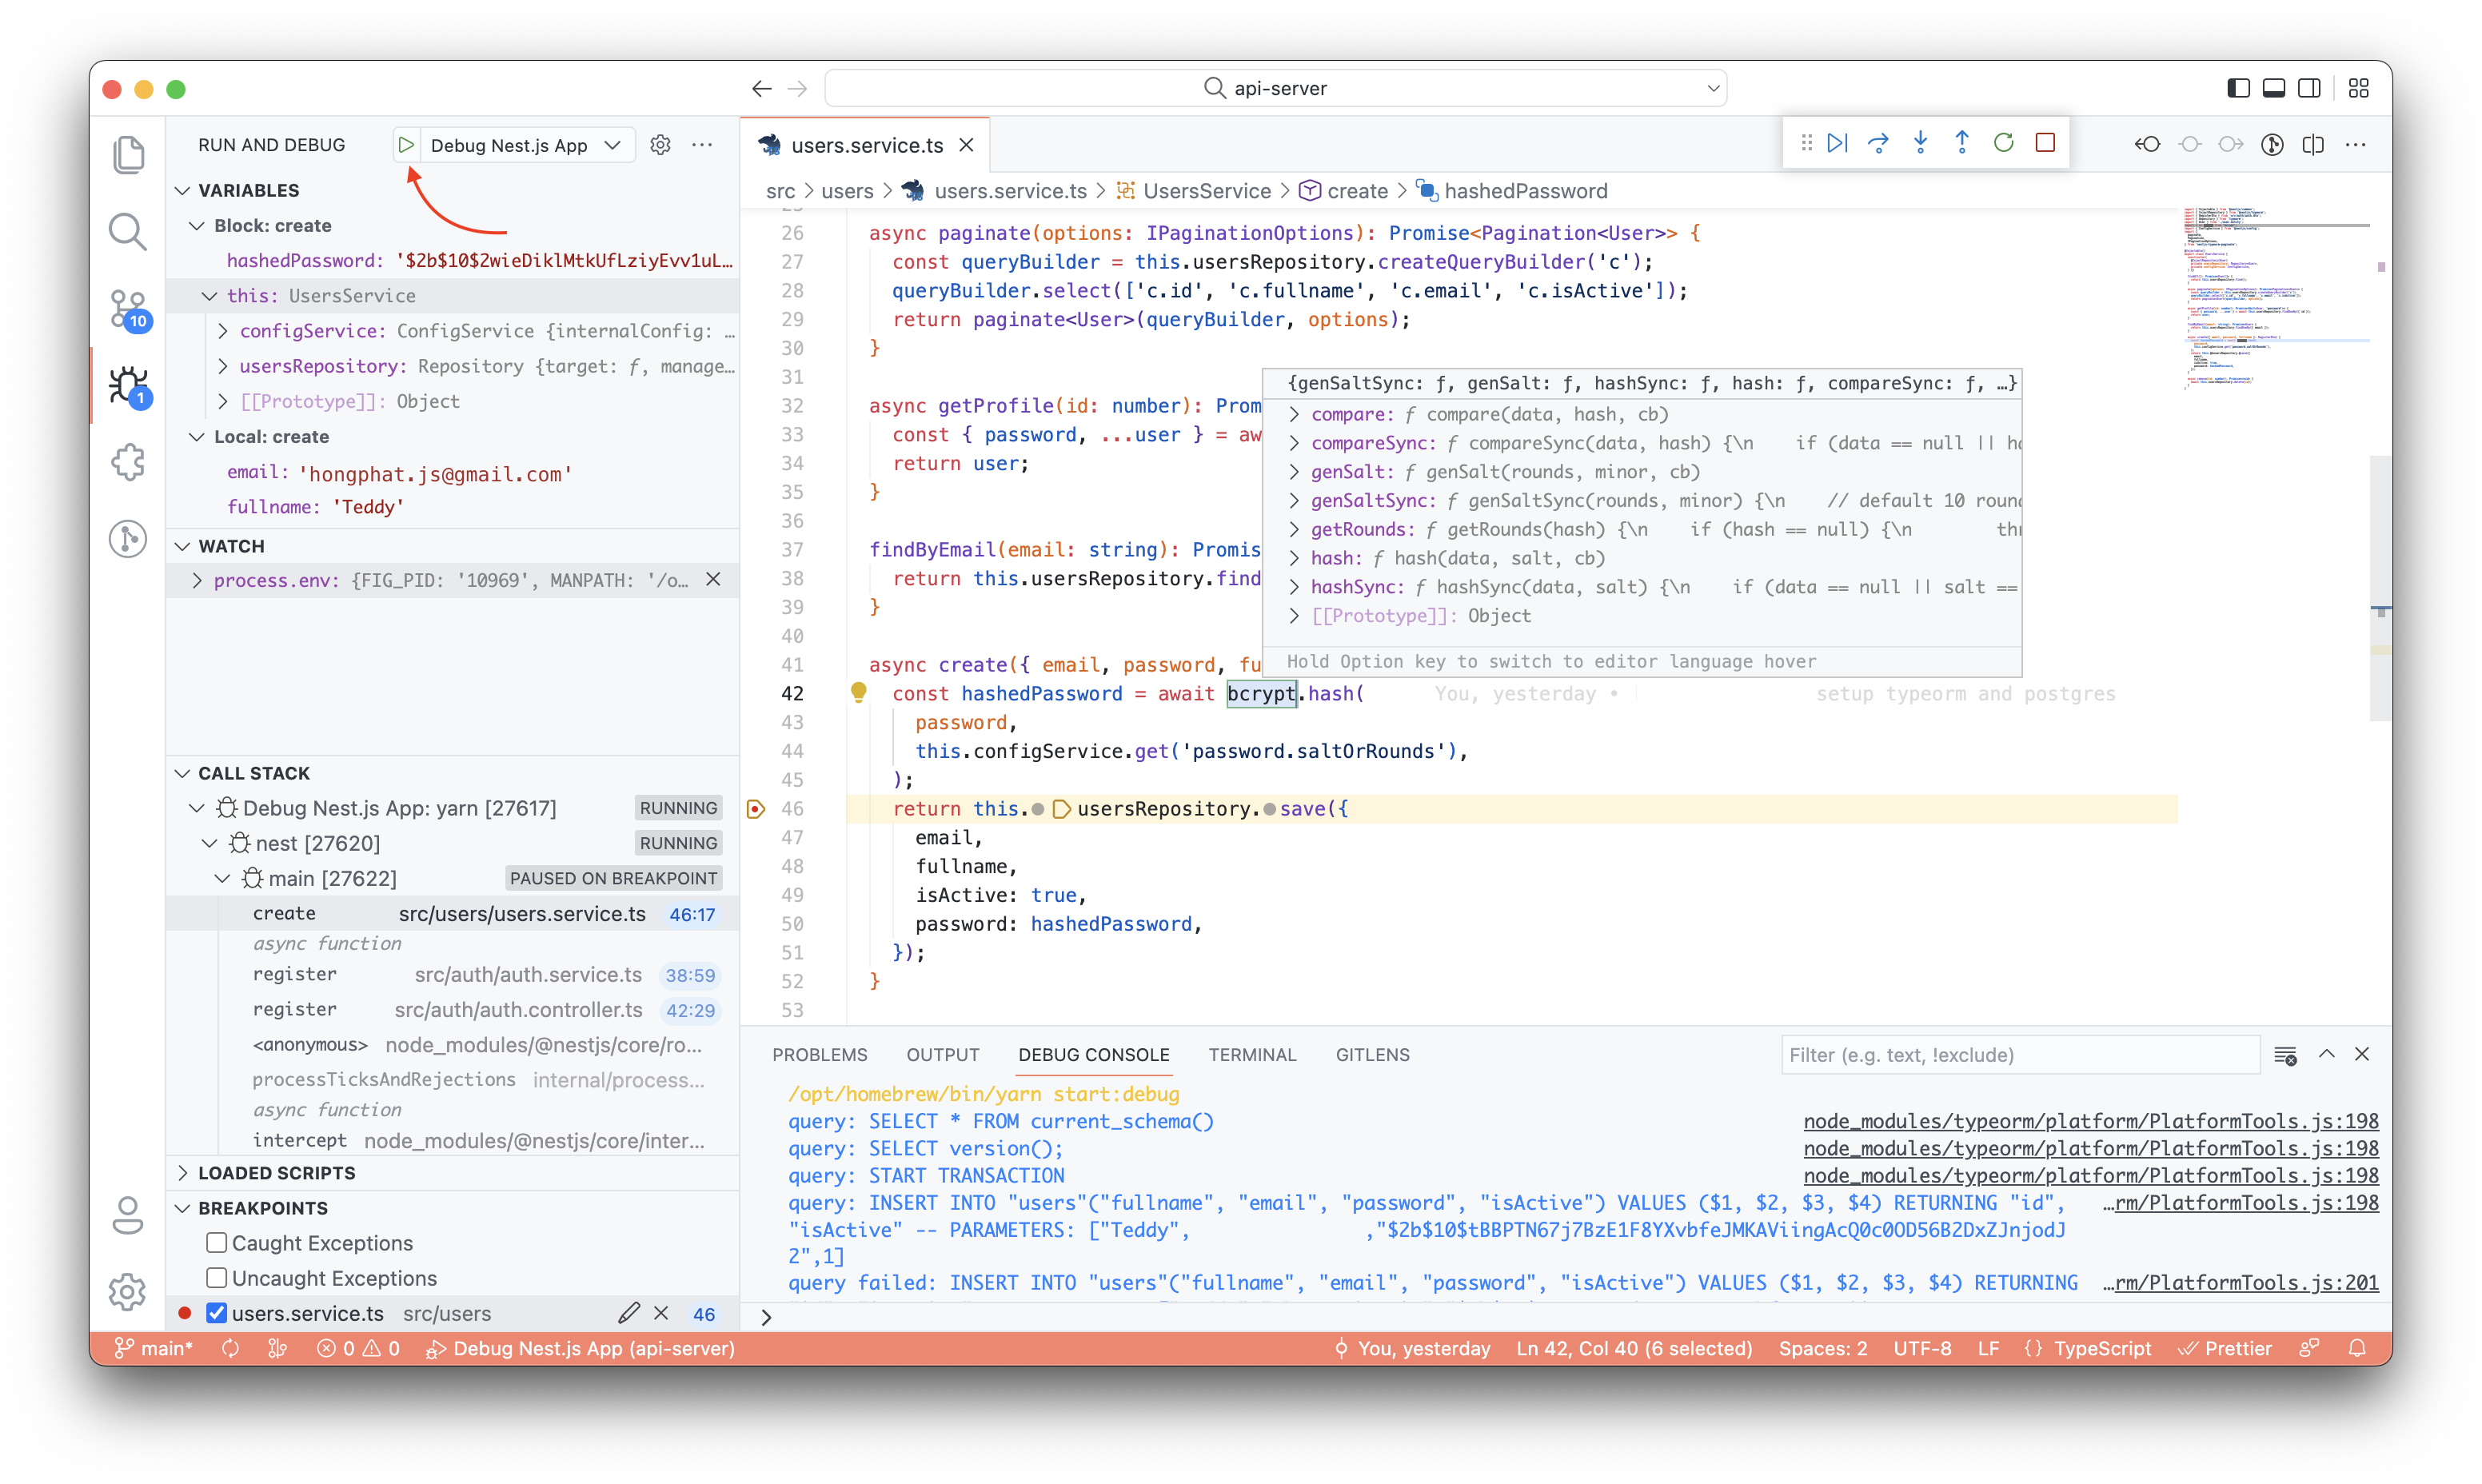 api-server
RUN AND DEBUG
Debug Nest.js App
VARIABLES
Block: create
hashedPassword: '$2b$10$2wieDiklMtkUfLziyEvv1uL…
this: UsersService
configService: ConfigService {internalConfig: …
usersRepository: Repository {target: ƒ, manage…
[[Prototype]]: Object
Local: create
email: 'hongphat.js@gmail.com'
fullname: 'Teddy'
WATCH
process.env: {FIG_PID: '10969', MANPATH: '/o…
CALL STACK
Debug Nest.js App: yarn [27617] RUNNING
nest [27620] RUNNING
main [27622] PAUSED ON BREAKPOINT
create src/users/users.service.ts 46:17
async function
register src/auth/auth.service.ts 38:59
register src/auth/auth.controller.ts 42:29
<anonymous> node_modules/@nestjs/core/ro...
processTicksAndRejections internal/process...
async function
intercept node_modules/@nestjs/core/inter...
LOADED SCRIPTS
BREAKPOINTS
Caught Exceptions
Uncaught Exceptions
users.service.ts src/users 46
10
1
users.service.ts
src > users > users.service.ts > UsersService > create > hashedPassword
26 async paginate(options: IPaginationOptions): Promise<Pagination<User>> {
27 const queryBuilder = this.usersRepository.createQueryBuilder('c');
28 queryBuilder.select(['c.id', 'c.fullname', 'c.email', 'c.isActive']);
29 return paginate<User>(queryBuilder, options);
30 }
31
32 async getProfile(id: number): Prom
33 const { password, ...user } = aw
34 return user;
35 }
36
37 findByEmail(email: string): Promis
38 return this.usersRepository.find
39 }
40
41 async create({ email, password, fu
42 const hashedPassword = await bcrypt.hash( You, yesterday • setup typeorm and postgres
43 password,
44 this.configService.get('password.saltOrRounds'),
45 );
46 return this.usersRepository.save({
47 email,
48 fullname,
49 isActive: true,
50 password: hashedPassword,
51 });
52 }
53
{genSaltSync: ƒ, genSalt: ƒ, hashSync: ƒ, hash: ƒ, compareSync: ƒ, …}
compare: ƒ compare(data, hash, cb)
compareSync: ƒ compareSync(data, hash) {\n if (data == null || ha
genSalt: ƒ genSalt(rounds, minor, cb)
genSaltSync: ƒ genSaltSync(rounds, minor) {\n // default 10 roun
getRounds: ƒ getRounds(hash) {\n if (hash == null) {\n th
hash: ƒ hash(data, salt, cb)
hashSync: ƒ hashSync(data, salt) {\n if (data == null || salt ==
[[Prototype]]: Object
Hold Option key to switch to editor language hover
PROBLEMS OUTPUT DEBUG CONSOLE TERMINAL GITLENS
Filter (e.g. text, !exclude)
/opt/homebrew/bin/yarn start:debug
query: SELECT * FROM current_schema() node_modules/typeorm/platform/PlatformTools.js:198
query: SELECT version(); node_modules/typeorm/platform/PlatformTools.js:198
query: START TRANSACTION node_modules/typeorm/platform/PlatformTools.js:198
query: INSERT INTO "users"("fullname", "email", "password", "isActive") VALUES ($1, $2, $3, $4) RETURNING "id", …rm/PlatformTools.js:198
"isActive" -- PARAMETERS: ["Teddy", ,"$2b$10$tBBPTN67j7BzE1F8YXvbfeJMKAViingAcQ0c0OD56B2DxZJnjodJ
2",1]
query failed: INSERT INTO "users"("fullname", "email", "password", "isActive") VALUES ($1, $2, $3, $4) RETURNING …rm/PlatformTools.js:201
main* 0 0 Debug Nest.js App (api-server) You, yesterday Ln 42, Col 40 (6 selected) Spaces: 2 UTF-8 LF {} TypeScript Prettier